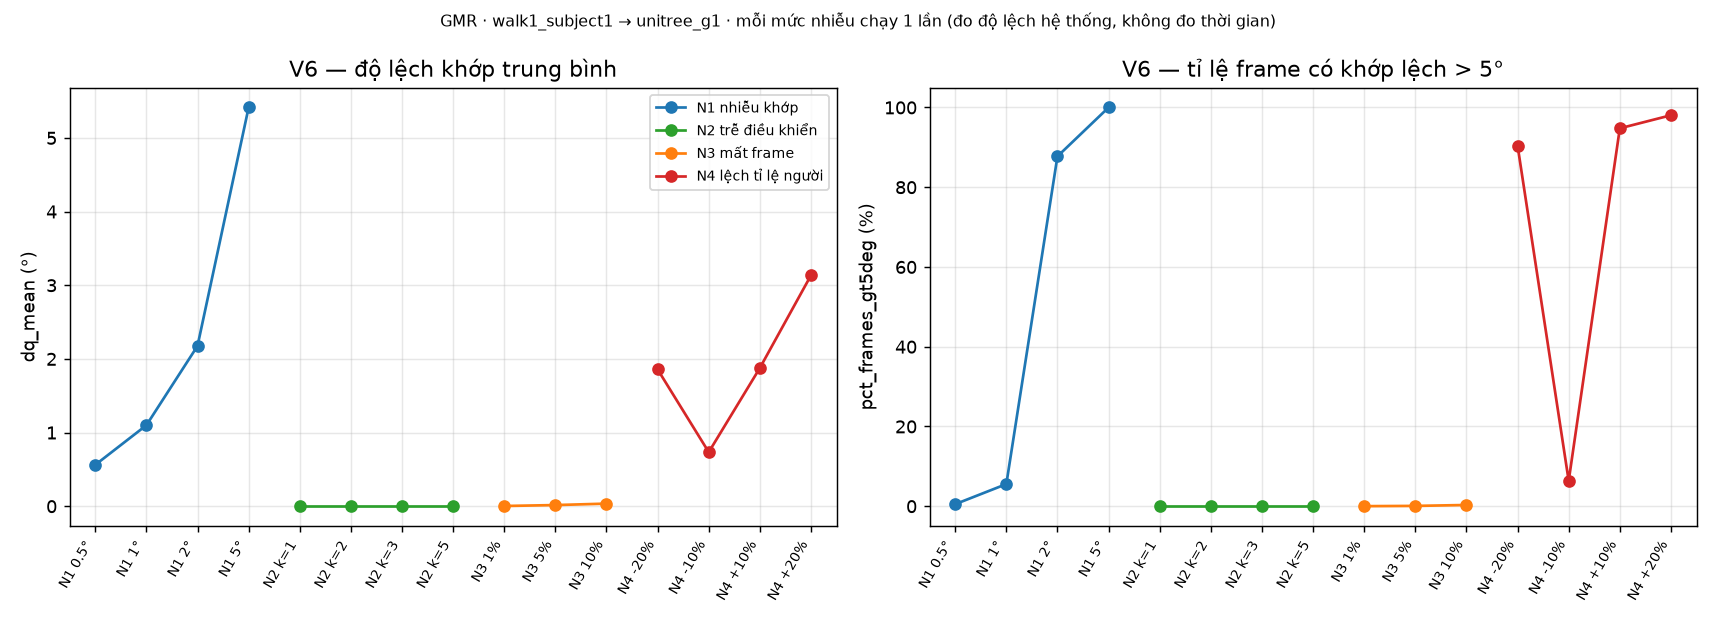 GMR · walk1_subject1 → unitree_g1 · mỗi mức nhiễu chạy 1 lần (đo độ lệch hệ thống, không đo thời gian)
V6 — độ lệch khớp trung bình
dq_mean (°)
5
4
3
2
1
0
N1 nhiễu khớp
N2 trễ điều khiển
N3 mất frame
N4 lệch tỉ lệ người
N1 0.5°
N1 1°
N1 2°
N1 5°
N2 k=1
N2 k=2
N2 k=3
N2 k=5
N3 1%
N3 5%
N3 10%
N4 -20%
N4 -10%
N4 +10%
N4 +20%
V6 — tỉ lệ frame có khớp lệch > 5°
pct_frames_gt5deg (%)
100
80
60
40
20
0
N1 0.5°
N1 1°
N1 2°
N1 5°
N2 k=1
N2 k=2
N2 k=3
N2 k=5
N3 1%
N3 5%
N3 10%
N4 -20%
N4 -10%
N4 +10%
N4 +20%